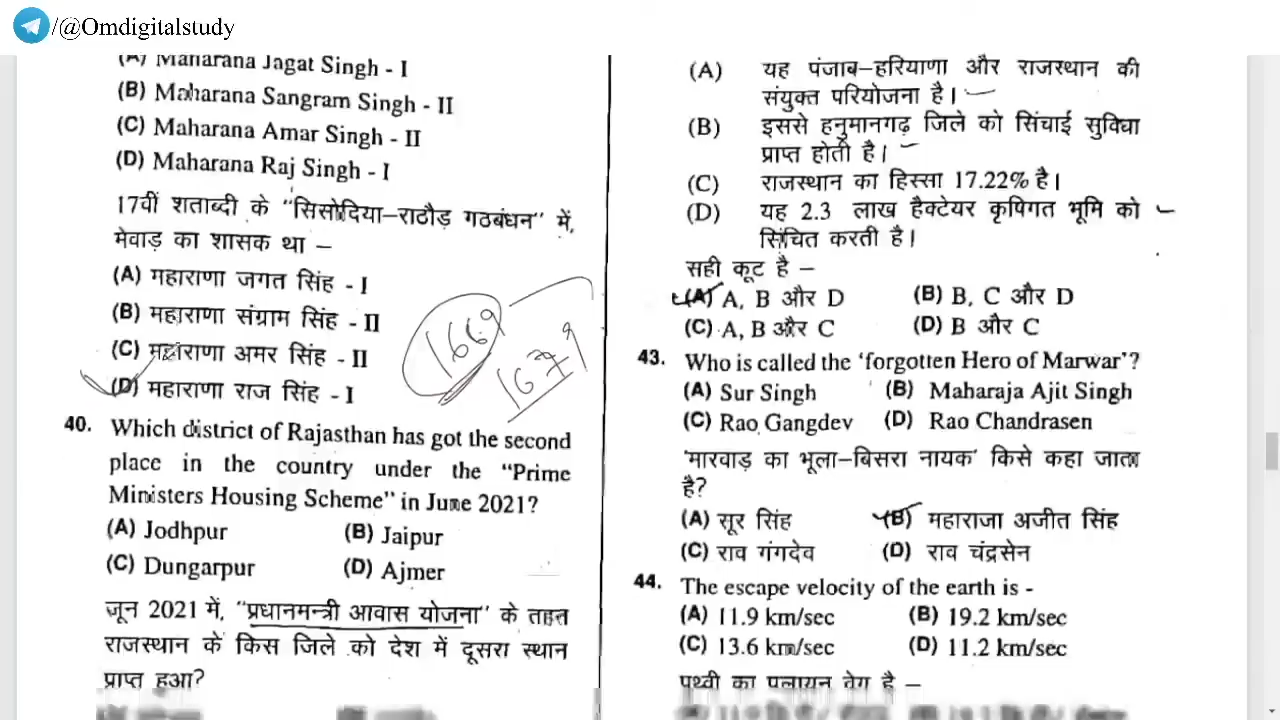 /@Omdigitalstudy
(A) Maharana Jagat Singh - I
(B) Maharana Sangram Singh - II
(C) Maharana Amar Singh - II
(D) Maharana Raj Singh - I
17वीं शताब्दी के “सिसोदिया–राठौड़ गठबंधन” में,
मेवाड़ का शासक था –
(A) महाराणा जगत सिंह - I
(B) महाराणा संग्राम सिंह - II
(C) महाराणा अमर सिंह - II
(D) महाराणा राज सिंह - I
1669
1679
40. Which district of Rajasthan has got the second
place in the country under the “Prime
Ministers Housing Scheme” in June 2021?
(A) Jodhpur (B) Jaipur
(C) Dungarpur (D) Ajmer
जून 2021 में, “प्रधानमन्त्री आवास योजना” के तहत
राजस्थान के किस जिले को देश में दूसरा स्थान
प्राप्त हुआ?
(A) यह पंजाब–हरियाणा और राजस्थान की
संयुक्त परियोजना है।
(B) इससे हनुमानगढ़ जिले को सिंचाई सुविधा
प्राप्त होती है।
(C) राजस्थान का हिस्सा 17.22% है।
(D) यह 2.3 लाख हैक्टेयर कृषिगत भूमि को
सिंचित करती है।
सही कूट है –
(A) A, B और D (B) B, C और D
(C) A, B और C (D) B और C
43. Who is called the ‘forgotten Hero of Marwar’?
(A) Sur Singh (B) Maharaja Ajit Singh
(C) Rao Gangdev (D) Rao Chandrasen
‘मारवाड़ का भूला–बिसरा नायक’ किसे कहा जाता
है?
(A) सूर सिंह (B) महाराजा अजीत सिंह
(C) राव गंगदेव (D) राव चंद्रसेन
44. The escape velocity of the earth is -
(A) 11.9 km/sec (B) 19.2 km/sec
(C) 13.6 km/sec (D) 11.2 km/sec
पृथ्वी का पलायन वेग है –